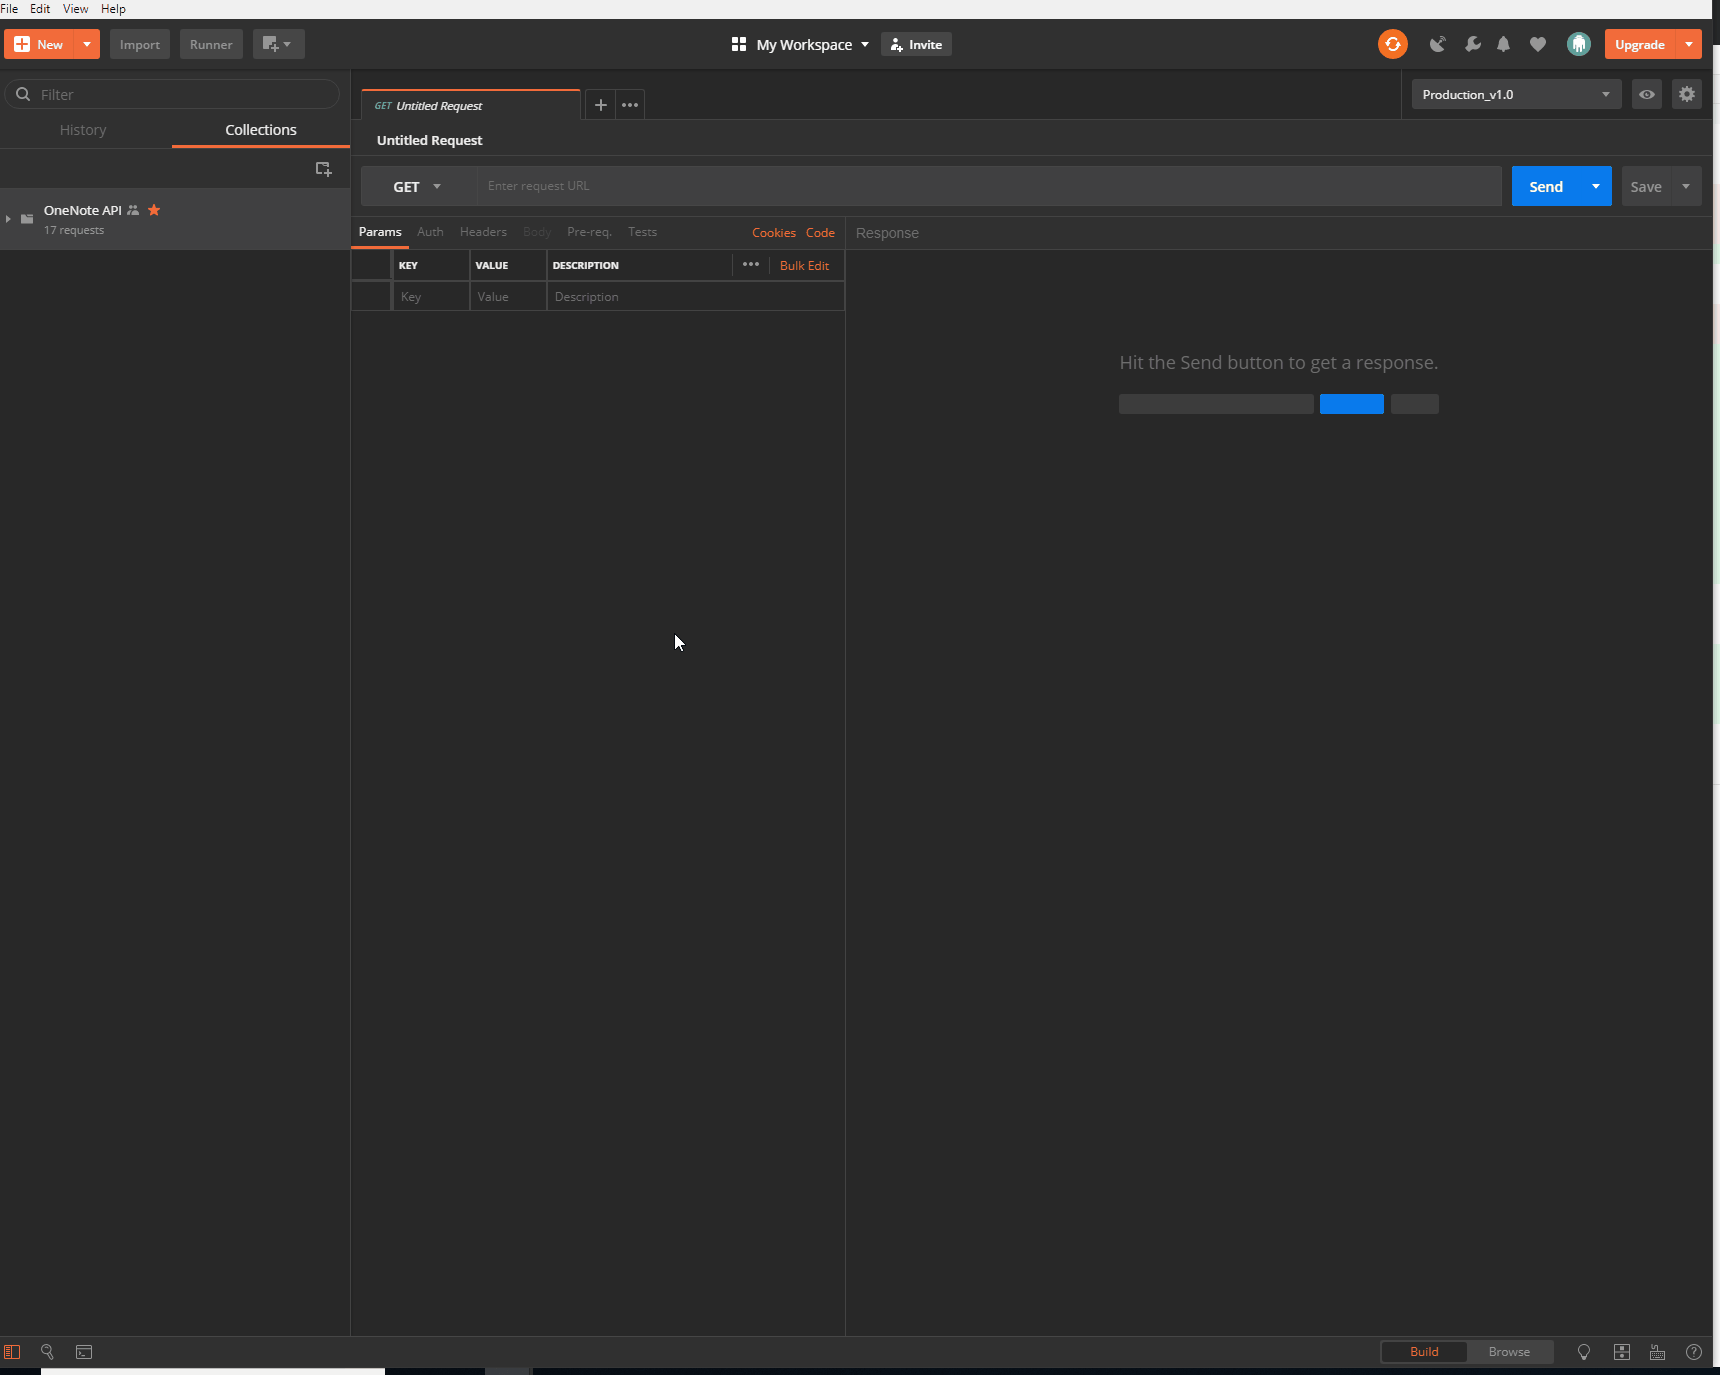 File Edit View Help
New Import Runner My Workspace Invite Upgrade
Filter
History Collections
OneNote API
17 requests
GET Untitled Request
Production_v1.0
Untitled Request
GET Enter request URL Send Save
Params Auth Headers Body Pre-req. Tests Cookies Code Response
KEY VALUE DESCRIPTION Bulk Edit
Key Value Description
Hit the Send button to get a response.
Build Browse